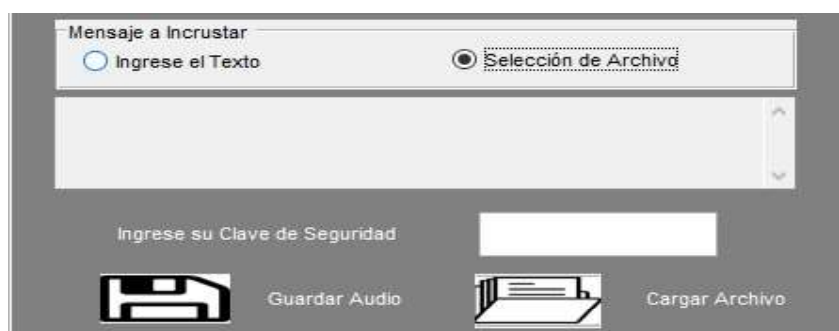 Mensaje a Incrustar
Ingrese el Texto Selección de Archivo
Ingrese su Clave de Seguridad
Guardar Audio Cargar Archivo